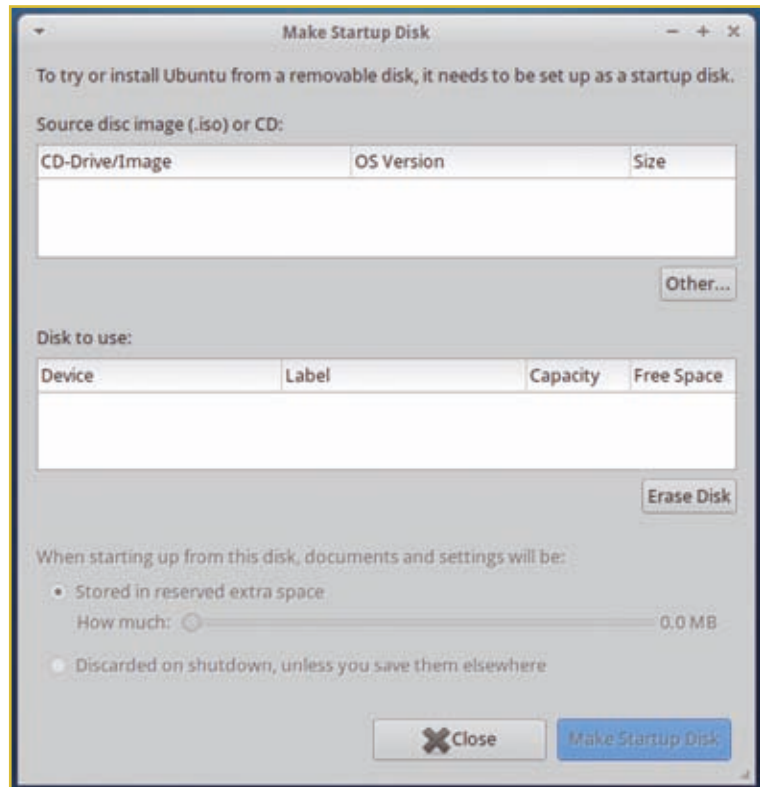 Make Startup Disk
To try or install Ubuntu from a removable disk, it needs to be set up as a startup disk.
Source disc image (.iso) or CD:
CD-Drive/Image OS Version Size
Other...
Disk to use:
Device Label Capacity Free Space
Erase Disk
When starting up from this disk, documents and settings will be:
Stored in reserved extra space
How much: 0.0 MB
Discarded on shutdown, unless you save them elsewhere
Close Make Startup Disk